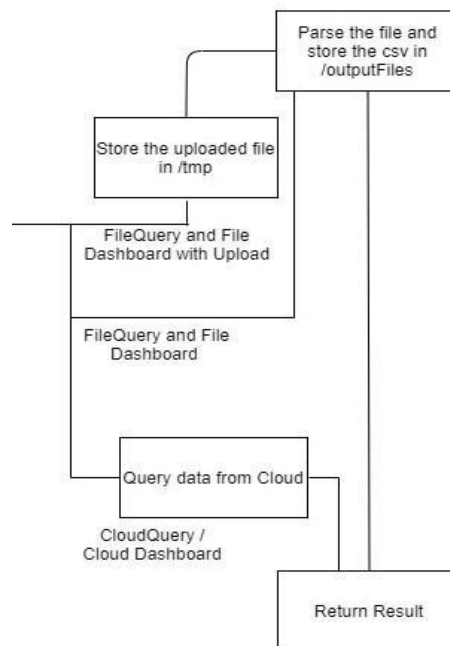 Parse the file and
store the csv in
/outputFiles
Store the uploaded file
in /tmp
FileQuery and File
Dashboard with Upload
FileQuery and File
Dashboard
Query data from Cloud
CloudQuery /
Cloud Dashboard
Return Result